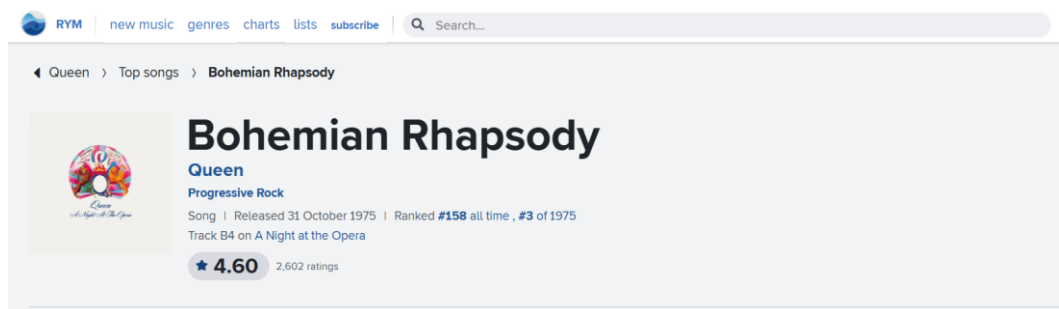 RYM new music genres charts lists subscribe Search...
Queen > Top songs > Bohemian Rhapsody
Bohemian Rhapsody
Queen
Progressive Rock
Song | Released 31 October 1975 | Ranked #158 all time , #3 of 1975
Track B4 on A Night at the Opera
4.60 2,602 ratings
Queen
A Night At The Opera